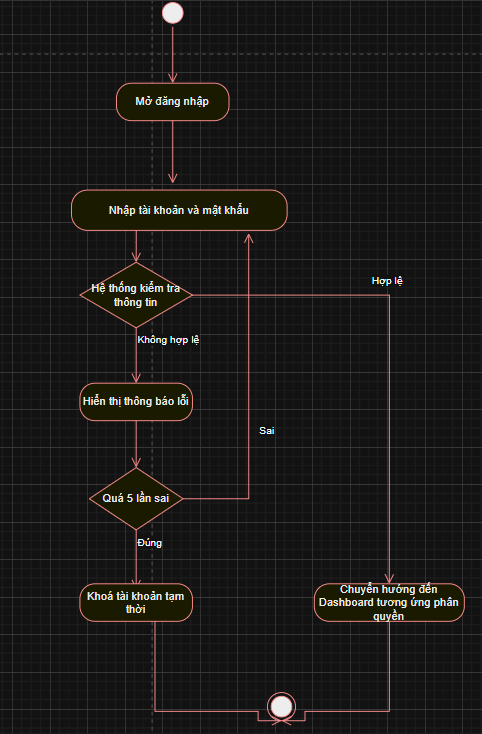 Mở đăng nhập
Nhập tài khoản và mật khẩu
Hệ thống kiểm tra
thông tin
Hợp lệ
Không hợp lệ
Hiển thị thông báo lỗi
Sai
Quá 5 lần sai
Đúng
Khoá tài khoản tạm
thời
Chuyển hướng đến
Dashboard tương ứng phân
quyền